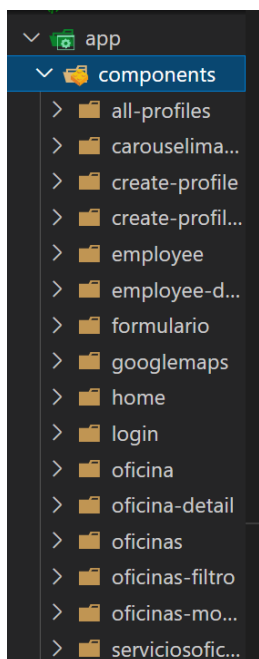 app
components
all-profiles
carouselima...
create-profile
create-profil...
employee
employee-d...
formulario
googlemaps
home
login
oficina
oficina-detail
oficinas
oficinas-filtro
oficinas-mo...
serviciosofic...